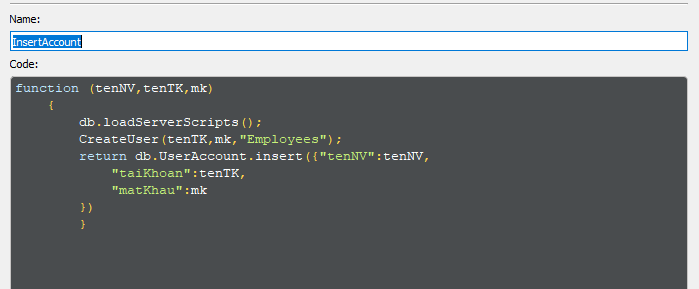 Name:
InsertAccount
Code:
function (tenNV,tenTK,mk)
{
db.loadServerScripts();
CreateUser(tenTK,mk,"Employees");
return db.UserAccount.insert({"tenNV":tenNV,
"taiKhoan":tenTK,
"matKhau":mk
})
}